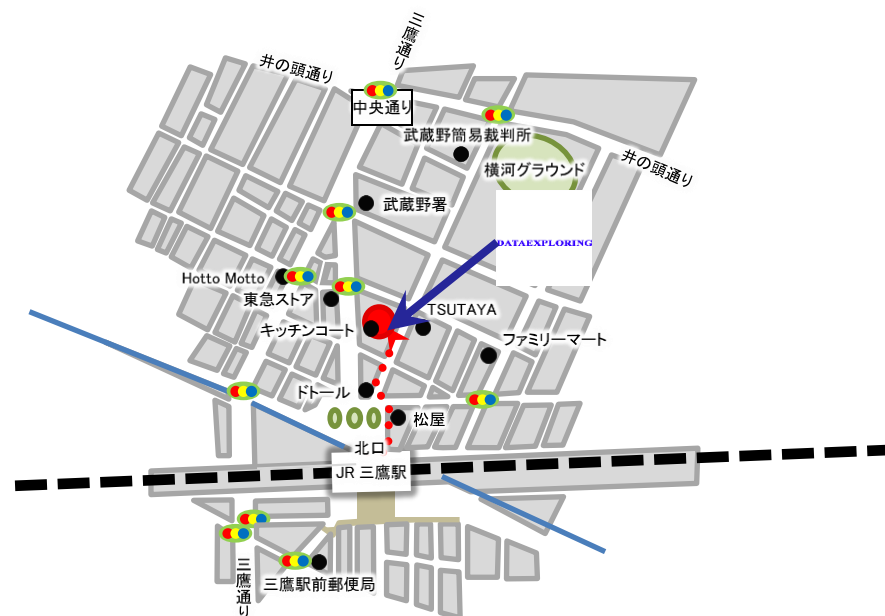 三鷹通り
井の頭通り
中央通り
武蔵野簡易裁判所
井の頭通り
横河グラウンド
武蔵野署
DATAEXPLORING
Hotto Motto
東急ストア
TSUTAYA
キッチンコート
ファミリーマート
ドトール
松屋
北口
JR 三鷹駅
三鷹通り
三鷹駅前郵便局